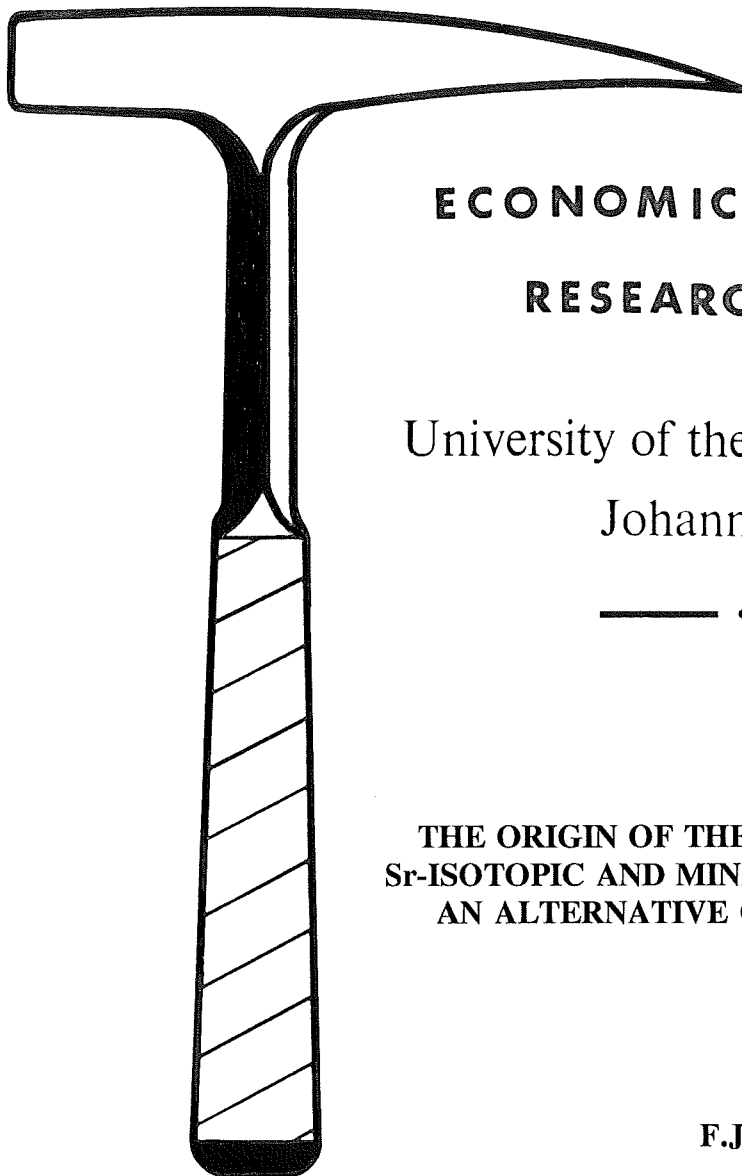 ECONOMIC
RESEARC
University of the
Johann
THE ORIGIN OF THE
Sr-ISOTOPIC AND MIN
AN ALTERNATIVE
F.J